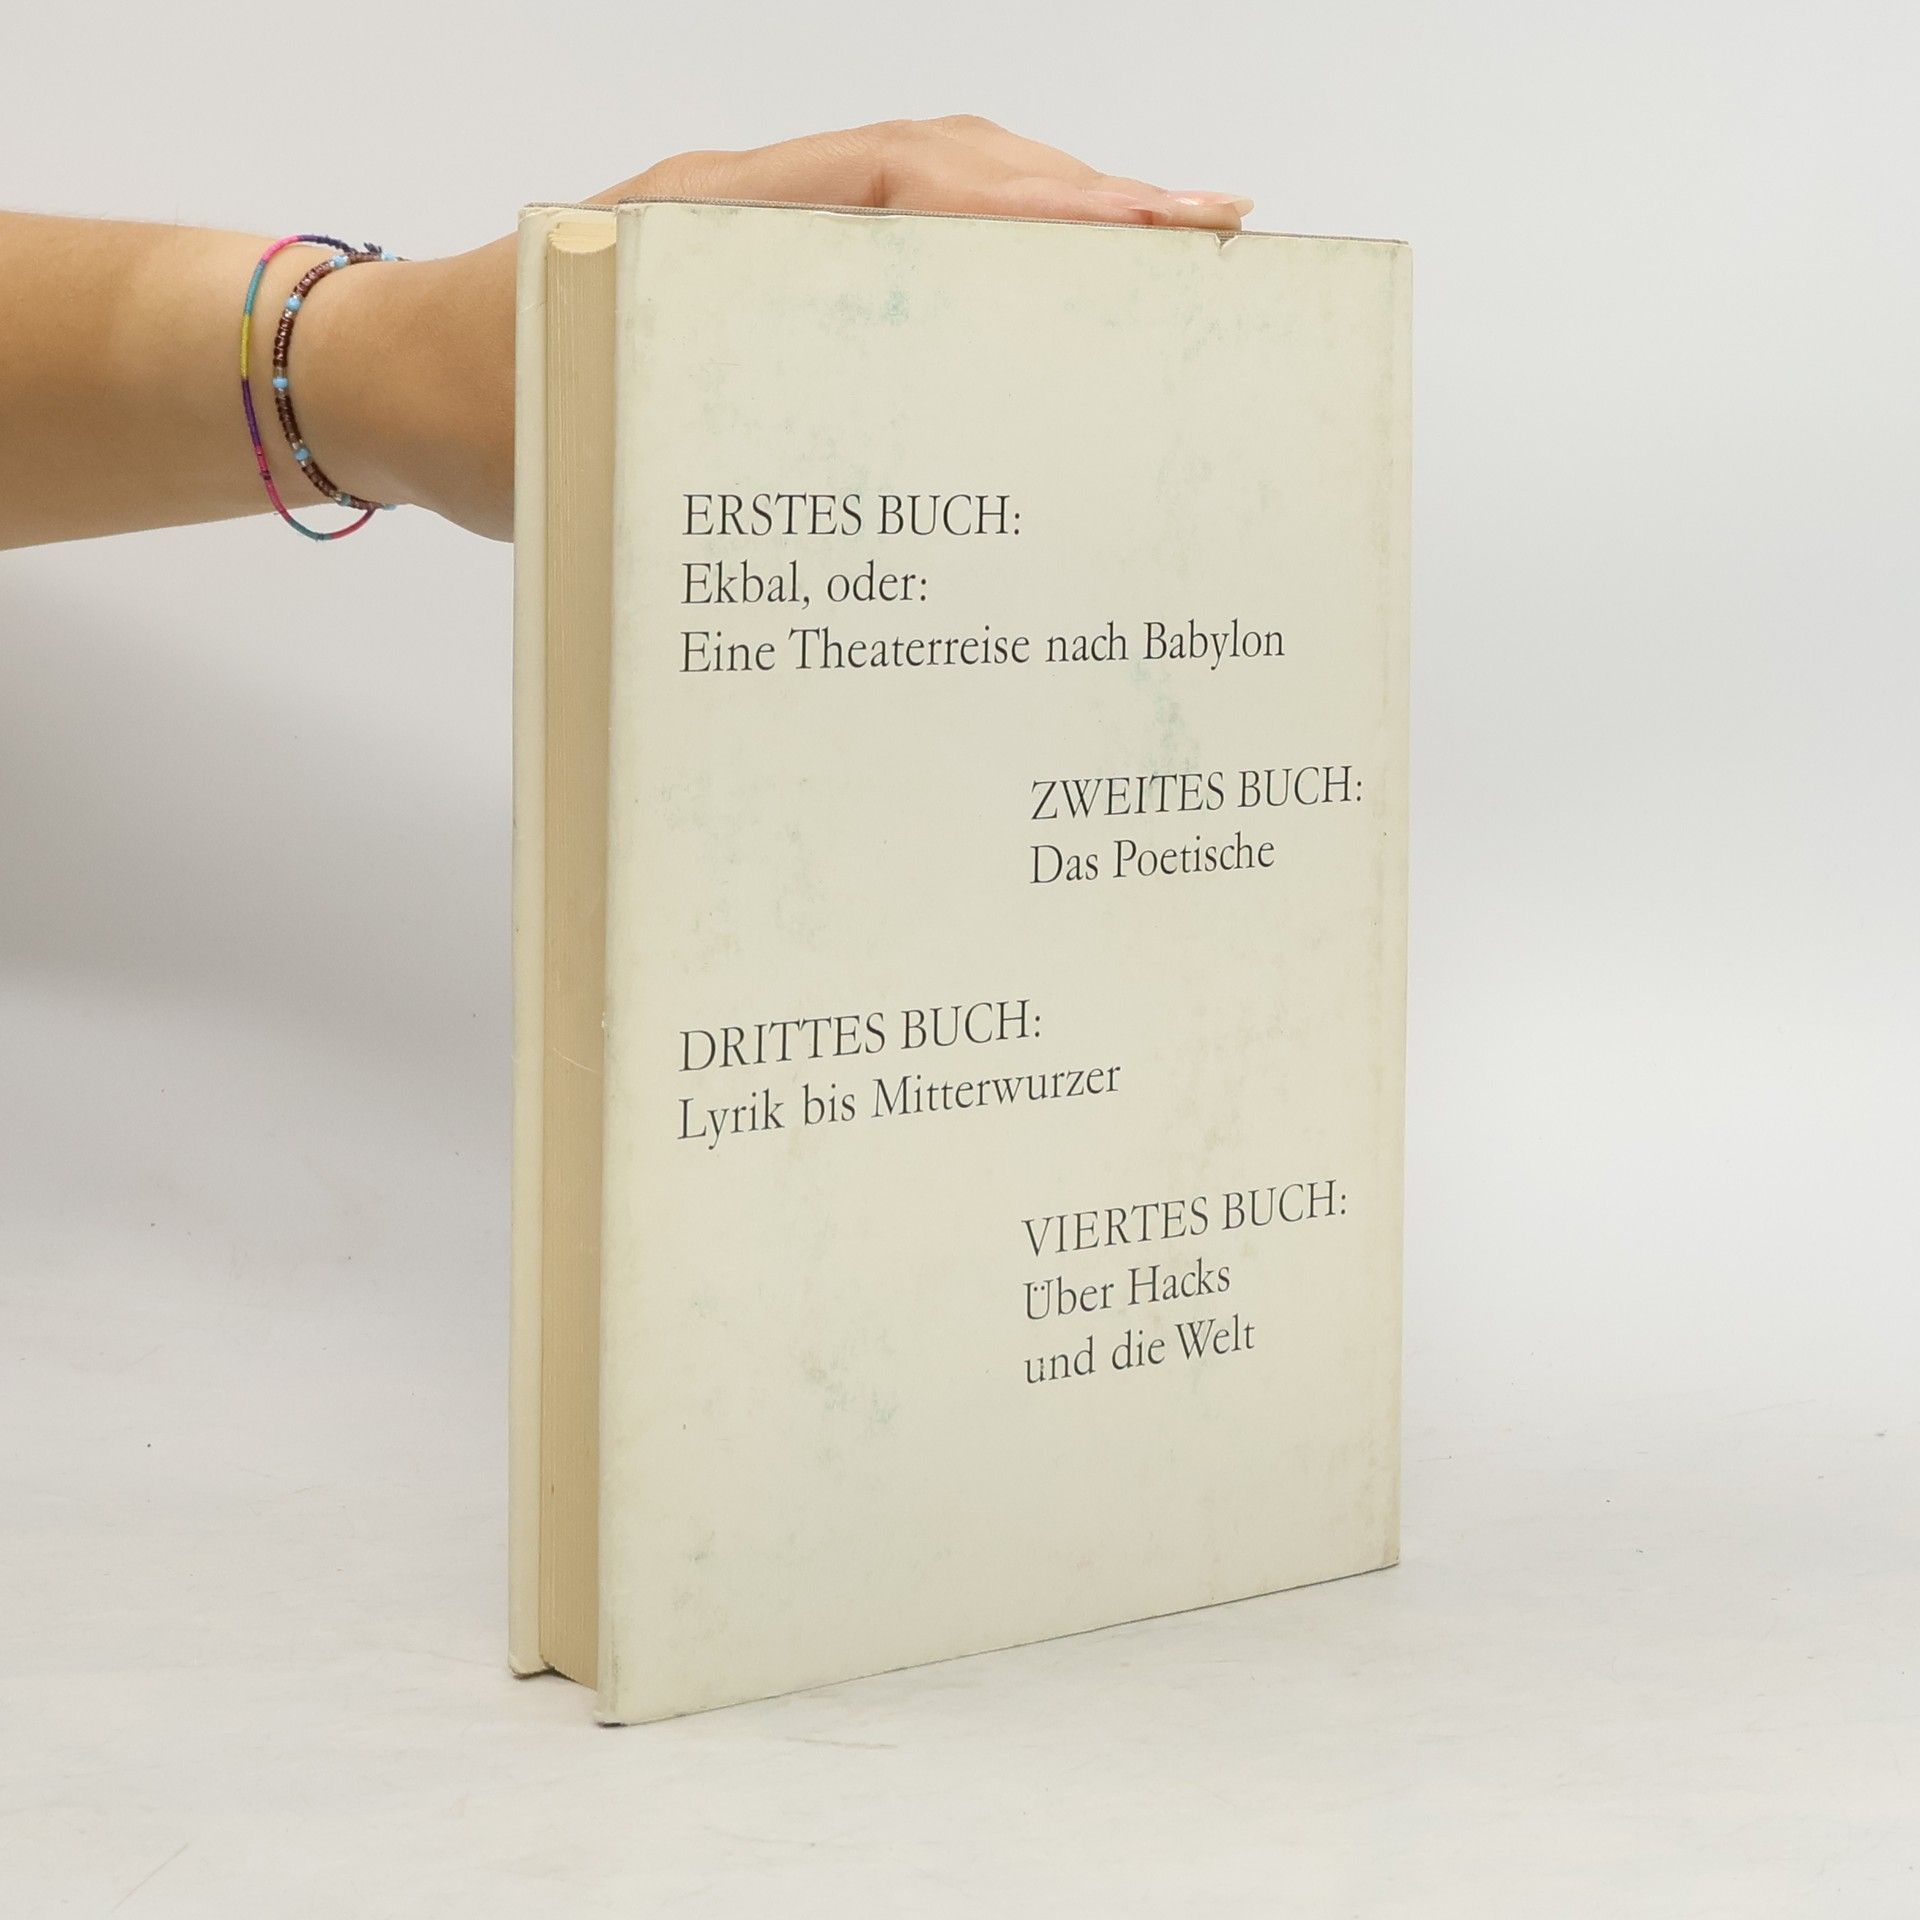 ERSTES BUCH:
Ekbal, oder:
Eine Theaterreise nach Babylon
ZWEITES BUCH:
Das Poetische
DRITTES BUCH:
Lyrik bis Mitterwurzer
VIERTES BUCH:
Über Hacks
und die Welt